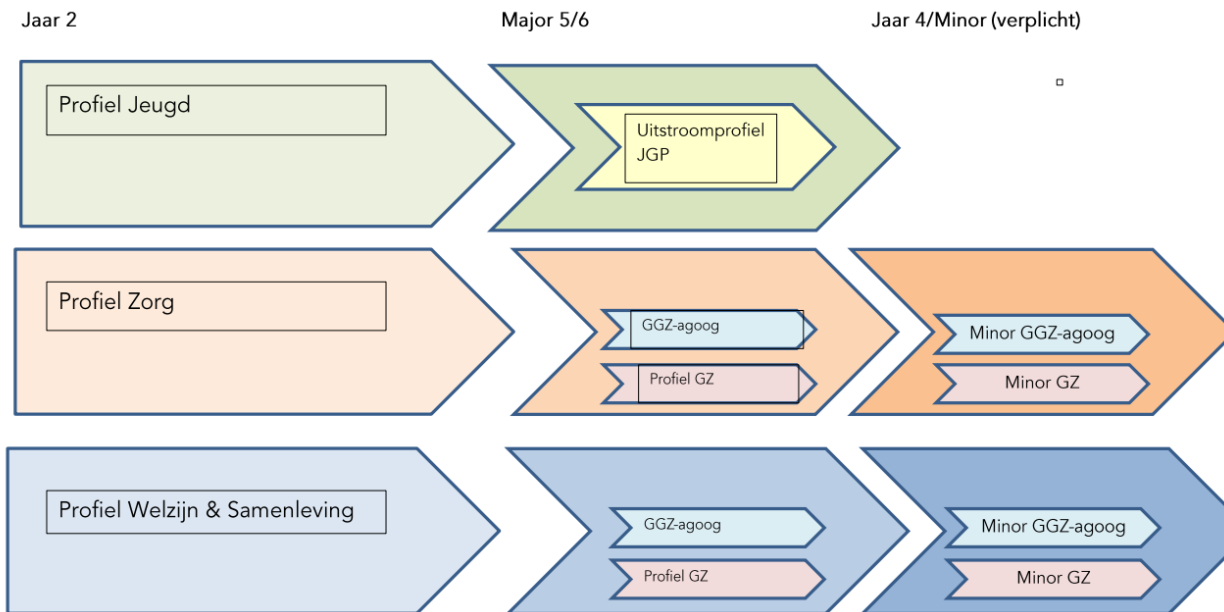 Jaar 2
Major 5/6
Jaar 4/Minor (verplicht)
Profiel Jeugd
Uitstroomprofiel
JGP
Profiel Zorg
GGZ-agoog
Profiel GZ
Minor GGZ-agoog
Minor GZ
Profiel Welzijn & Samenleving
GGZ-agoog
Profiel GZ
Minor GGZ-agoog
Minor GZ